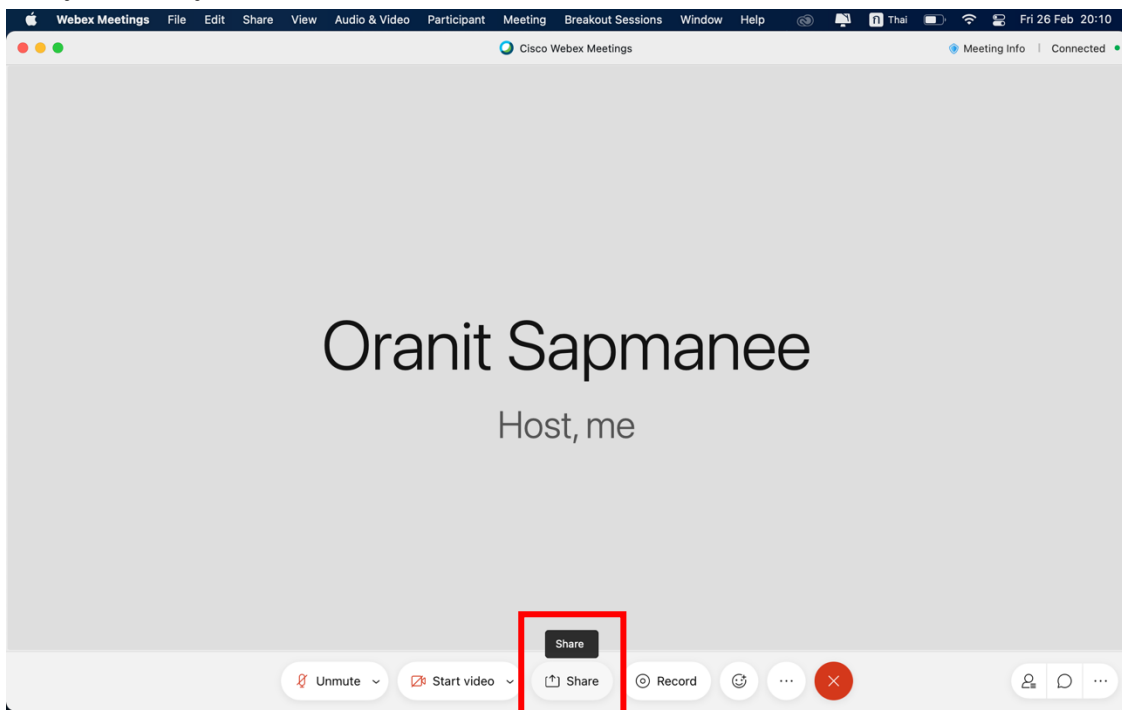 Webex Meetings File Edit Share View Audio & Video Participant Meeting Breakout Sessions Window Help ก Thai Fri 26 Feb 20:10
Cisco Webex Meetings Meeting Info Connected
Oranit Sapmanee
Host, me
Share
Unmute Start video Share Record